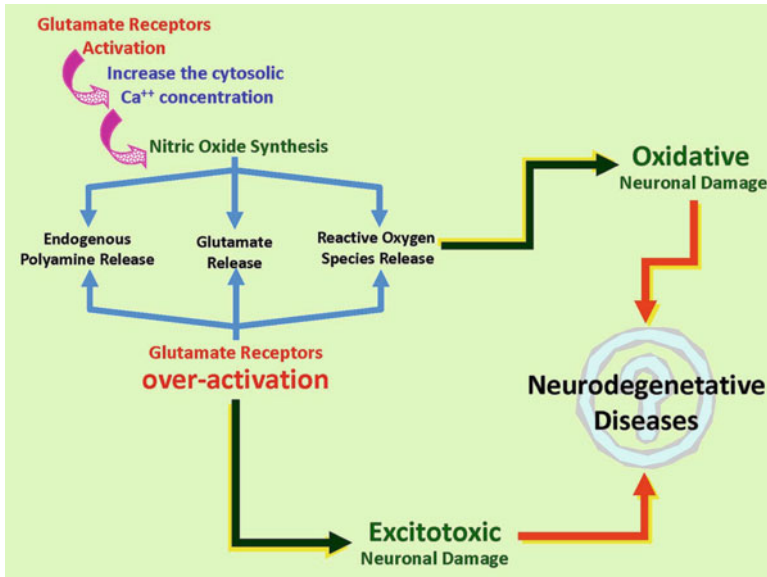 Glutamate Receptors
Activation
Increase the cytosolic
Ca++ concentration
Nitric Oxide Synthesis
Oxidative
Neuronal Damage
Endogenous
Polyamine Release
Glutamate
Release
Reactive Oxygen
Species Release
Glutamate Receptors
over-activation
Neurodegenetative
Diseases
Excitotoxic
Neuronal Damage